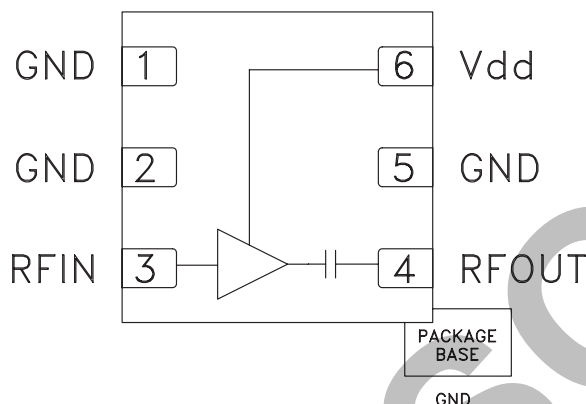 GND 1 6 Vdd
GND 2 5 GND
RFIN 3 4 RFOUT
PACKAGE
BASE
GND